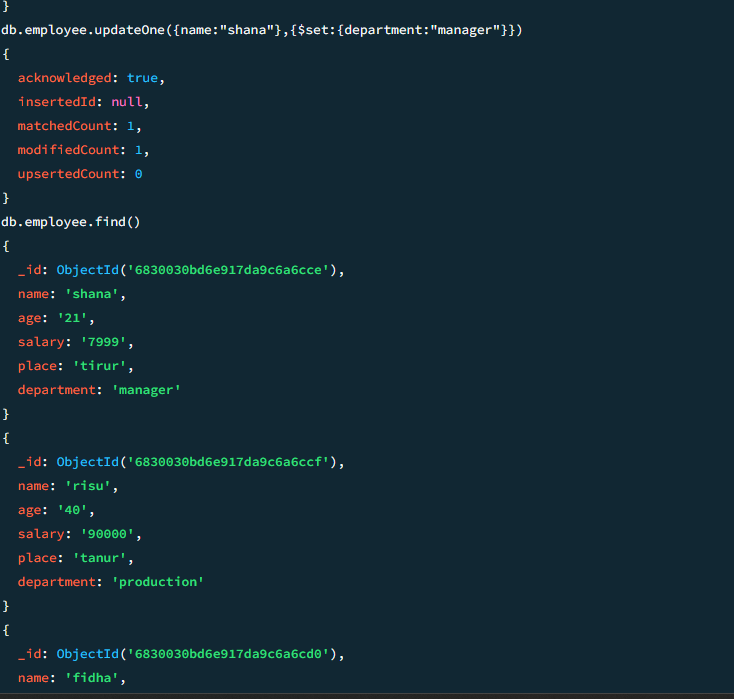 }
db.employee.updateOne({name:"shana"},{$set:{department:"manager"}})
{
  acknowledged: true,
  insertedId: null,
  matchedCount: 1,
  modifiedCount: 1,
  upsertedCount: 0
}
db.employee.find()
{
  _id: ObjectId('6830030bd6e917da9c6a6cce'),
  name: 'shana',
  age: '21',
  salary: '7999',
  place: 'tirur',
  department: 'manager'
}
{
  _id: ObjectId('6830030bd6e917da9c6a6ccf'),
  name: 'risu',
  age: '40',
  salary: '90000',
  place: 'tanur',
  department: 'production'
}
{
  _id: ObjectId('6830030bd6e917da9c6a6cd0'),
  name: 'fidha',